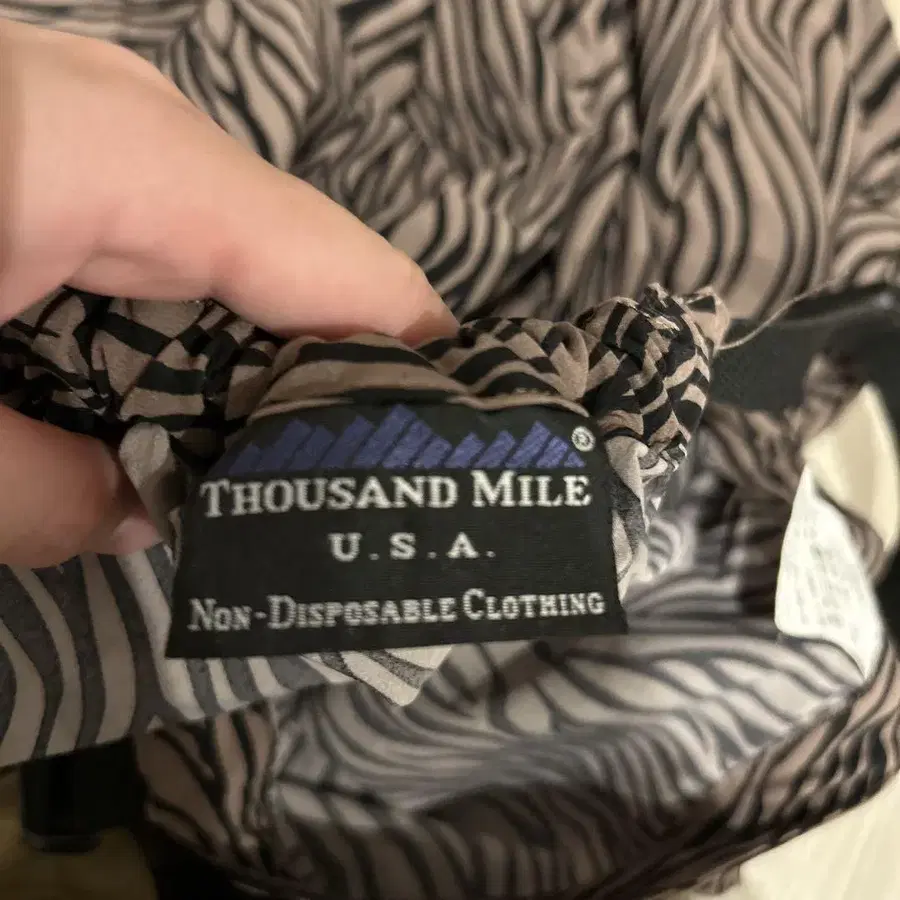 ®
THOUSAND MILE
U.S.A.
NON-DISPOSABLE CLOTHING